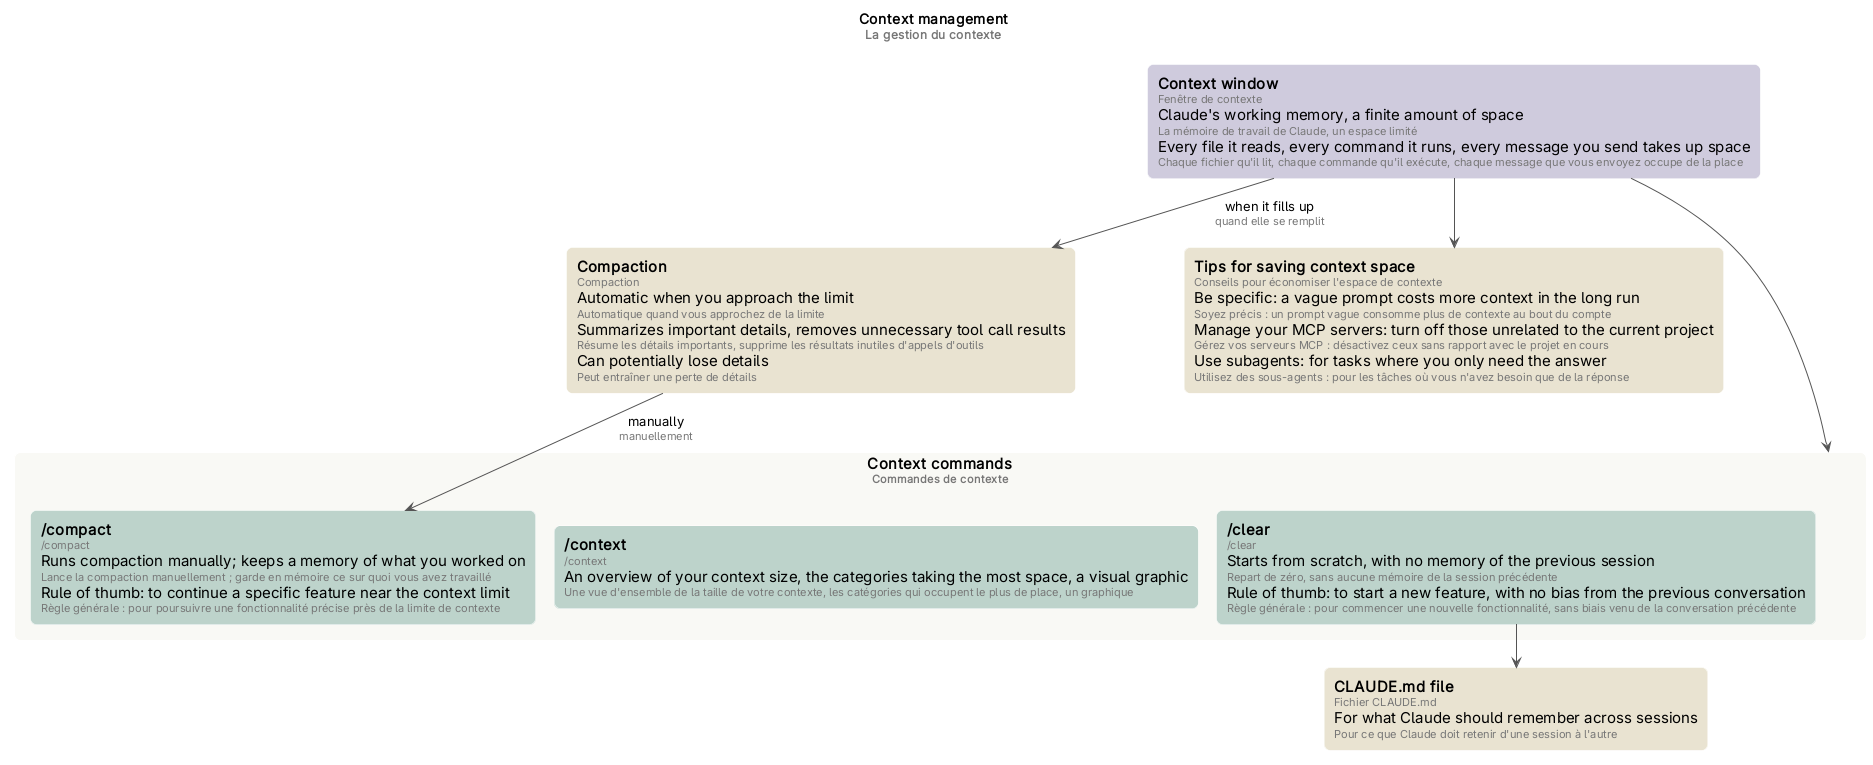 Context management
La gestion du contexte
Context window
Fenêtre de contexte
Claude's working memory, a finite amount of space
La mémoire de travail de Claude, un espace limité
Every file it reads, every command it runs, every message you send takes up space
Chaque fichier qu'il lit, chaque commande qu'il exécute, chaque message que vous envoyez occupe de la place
when it fills up
quand elle se remplit
Compaction
Compaction
Automatic when you approach the limit
Automatique quand vous approchez de la limite
Summarizes important details, removes unnecessary tool call results
Résume les détails importants, supprime les résultats inutiles d'appels d'outils
Can potentially lose details
Peut entraîner une perte de détails
Tips for saving context space
Conseils pour économiser l'espace de contexte
Be specific: a vague prompt costs more context in the long run
Soyez précis : un prompt vague consomme plus de contexte au bout du compte
Manage your MCP servers: turn off those unrelated to the current project
Gérez vos serveurs MCP : désactivez ceux sans rapport avec le projet en cours
Use subagents: for tasks where you only need the answer
Utilisez des sous-agents : pour les tâches où vous n'avez besoin que de la réponse
manually
manuellement
Context commands
Commandes de contexte
/compact
/compact
Runs compaction manually; keeps a memory of what you worked on
Lance la compaction manuellement ; garde en mémoire ce sur quoi vous avez travaillé
Rule of thumb: to continue a specific feature near the context limit
Règle générale : pour poursuivre une fonctionnalité précise près de la limite de contexte
/context
/context
An overview of your context size, the categories taking the most space, a visual graphic
Une vue d'ensemble de la taille de votre contexte, les catégories qui occupent le plus de place, un graphique
/clear
/clear
Starts from scratch, with no memory of the previous session
Repart de zéro, sans aucune mémoire de la session précédente
Rule of thumb: to start a new feature, with no bias from the previous conversation
Règle générale : pour commencer une nouvelle fonctionnalité, sans biais venu de la conversation précédente
CLAUDE.md file
Fichier CLAUDE.md
For what Claude should remember across sessions
Pour ce que Claude doit retenir d'une session à l'autre